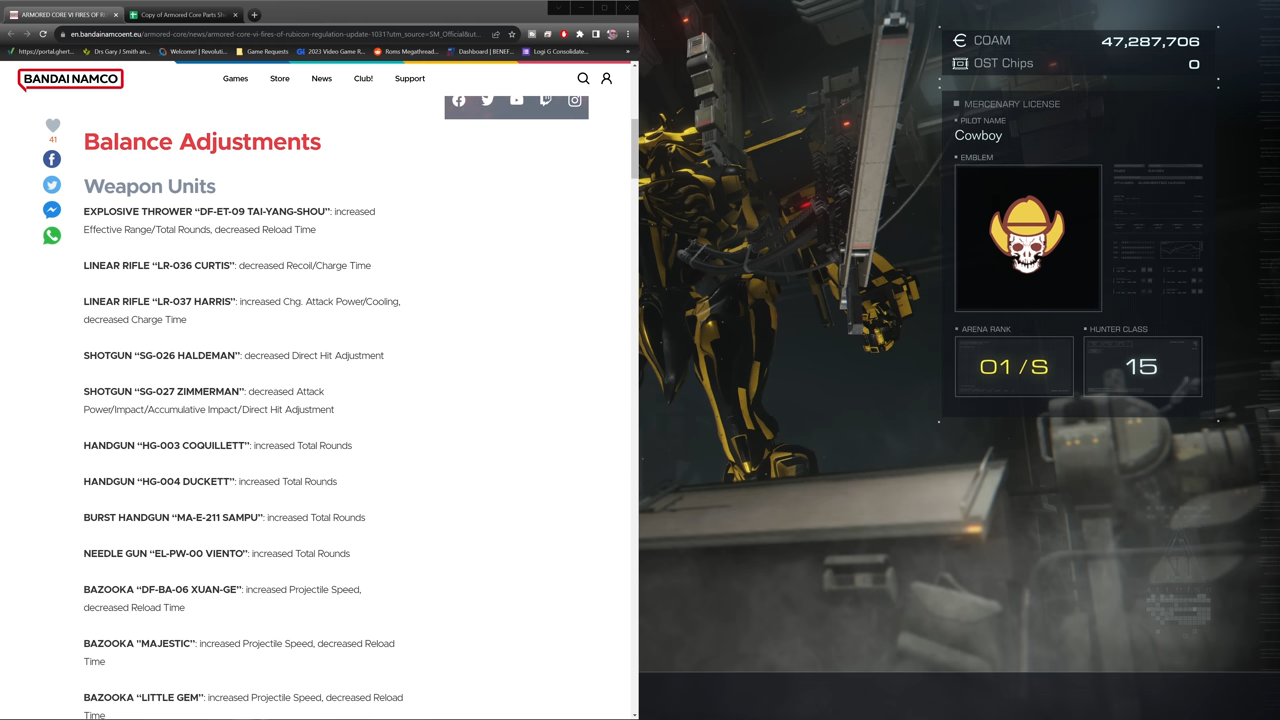 ARMORED CORE VI FIRES OF R
Copy of Armored Core Parts Sh
en.bandainamcoent.eu/armored-core/news/armored-core-vi-fires-of-rubicon-regulation-update-1031?utm_source=SM_Official&ut...
https://portal.ghert...
Drs Gary J Smith an...
Welcome! | Revoluti...
Game Requests
2023 Video Game R...
Roms Megathread...
Dashboard | BENEF...
Logi G Consolidate...
»
BANDAI NAMCO
Games
Store
News
Club!
Support
41
Balance Adjustments
Weapon Units
EXPLOSIVE THROWER “DF-ET-09 TAI-YANG-SHOU”: increased
Effective Range/Total Rounds, decreased Reload Time
LINEAR RIFLE “LR-036 CURTIS”: decreased Recoil/Charge Time
LINEAR RIFLE “LR-037 HARRIS”: increased Chg. Attack Power/Cooling,
decreased Charge Time
SHOTGUN “SG-026 HALDEMAN”: decreased Direct Hit Adjustment
SHOTGUN “SG-027 ZIMMERMAN”: decreased Attack
Power/Impact/Accumulative Impact/Direct Hit Adjustment
HANDGUN “HG-003 COQUILLETT”: increased Total Rounds
HANDGUN “HG-004 DUCKETT”: increased Total Rounds
BURST HANDGUN “MA-E-211 SAMPU”: increased Total Rounds
NEEDLE GUN “EL-PW-00 VIENTO”: increased Total Rounds
BAZOOKA “DF-BA-06 XUAN-GE”: increased Projectile Speed,
decreased Reload Time
BAZOOKA "MAJESTIC”: increased Projectile Speed, decreased Reload
Time
BAZOOKA “LITTLE GEM”: increased Projectile Speed, decreased Reload
Time
COAM 47,287,706
OST Chips 0
MERCENARY LICENSE
PILOT NAME
Cowboy
EMBLEM
ARENA RANK
01/S
HUNTER CLASS
15